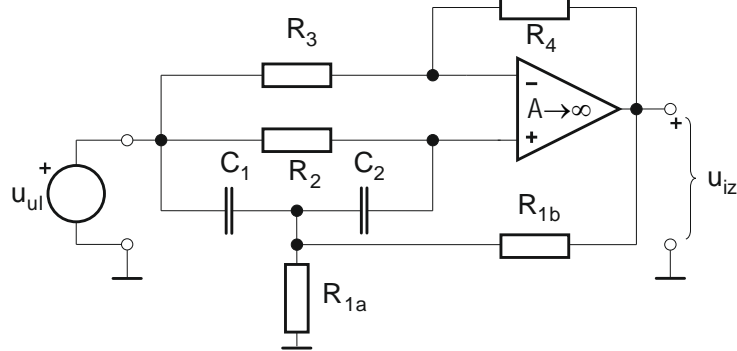 R3
R4
A→∞
−
+
C1
R2
C2
+
uul
R1b
+
uiz
R1a